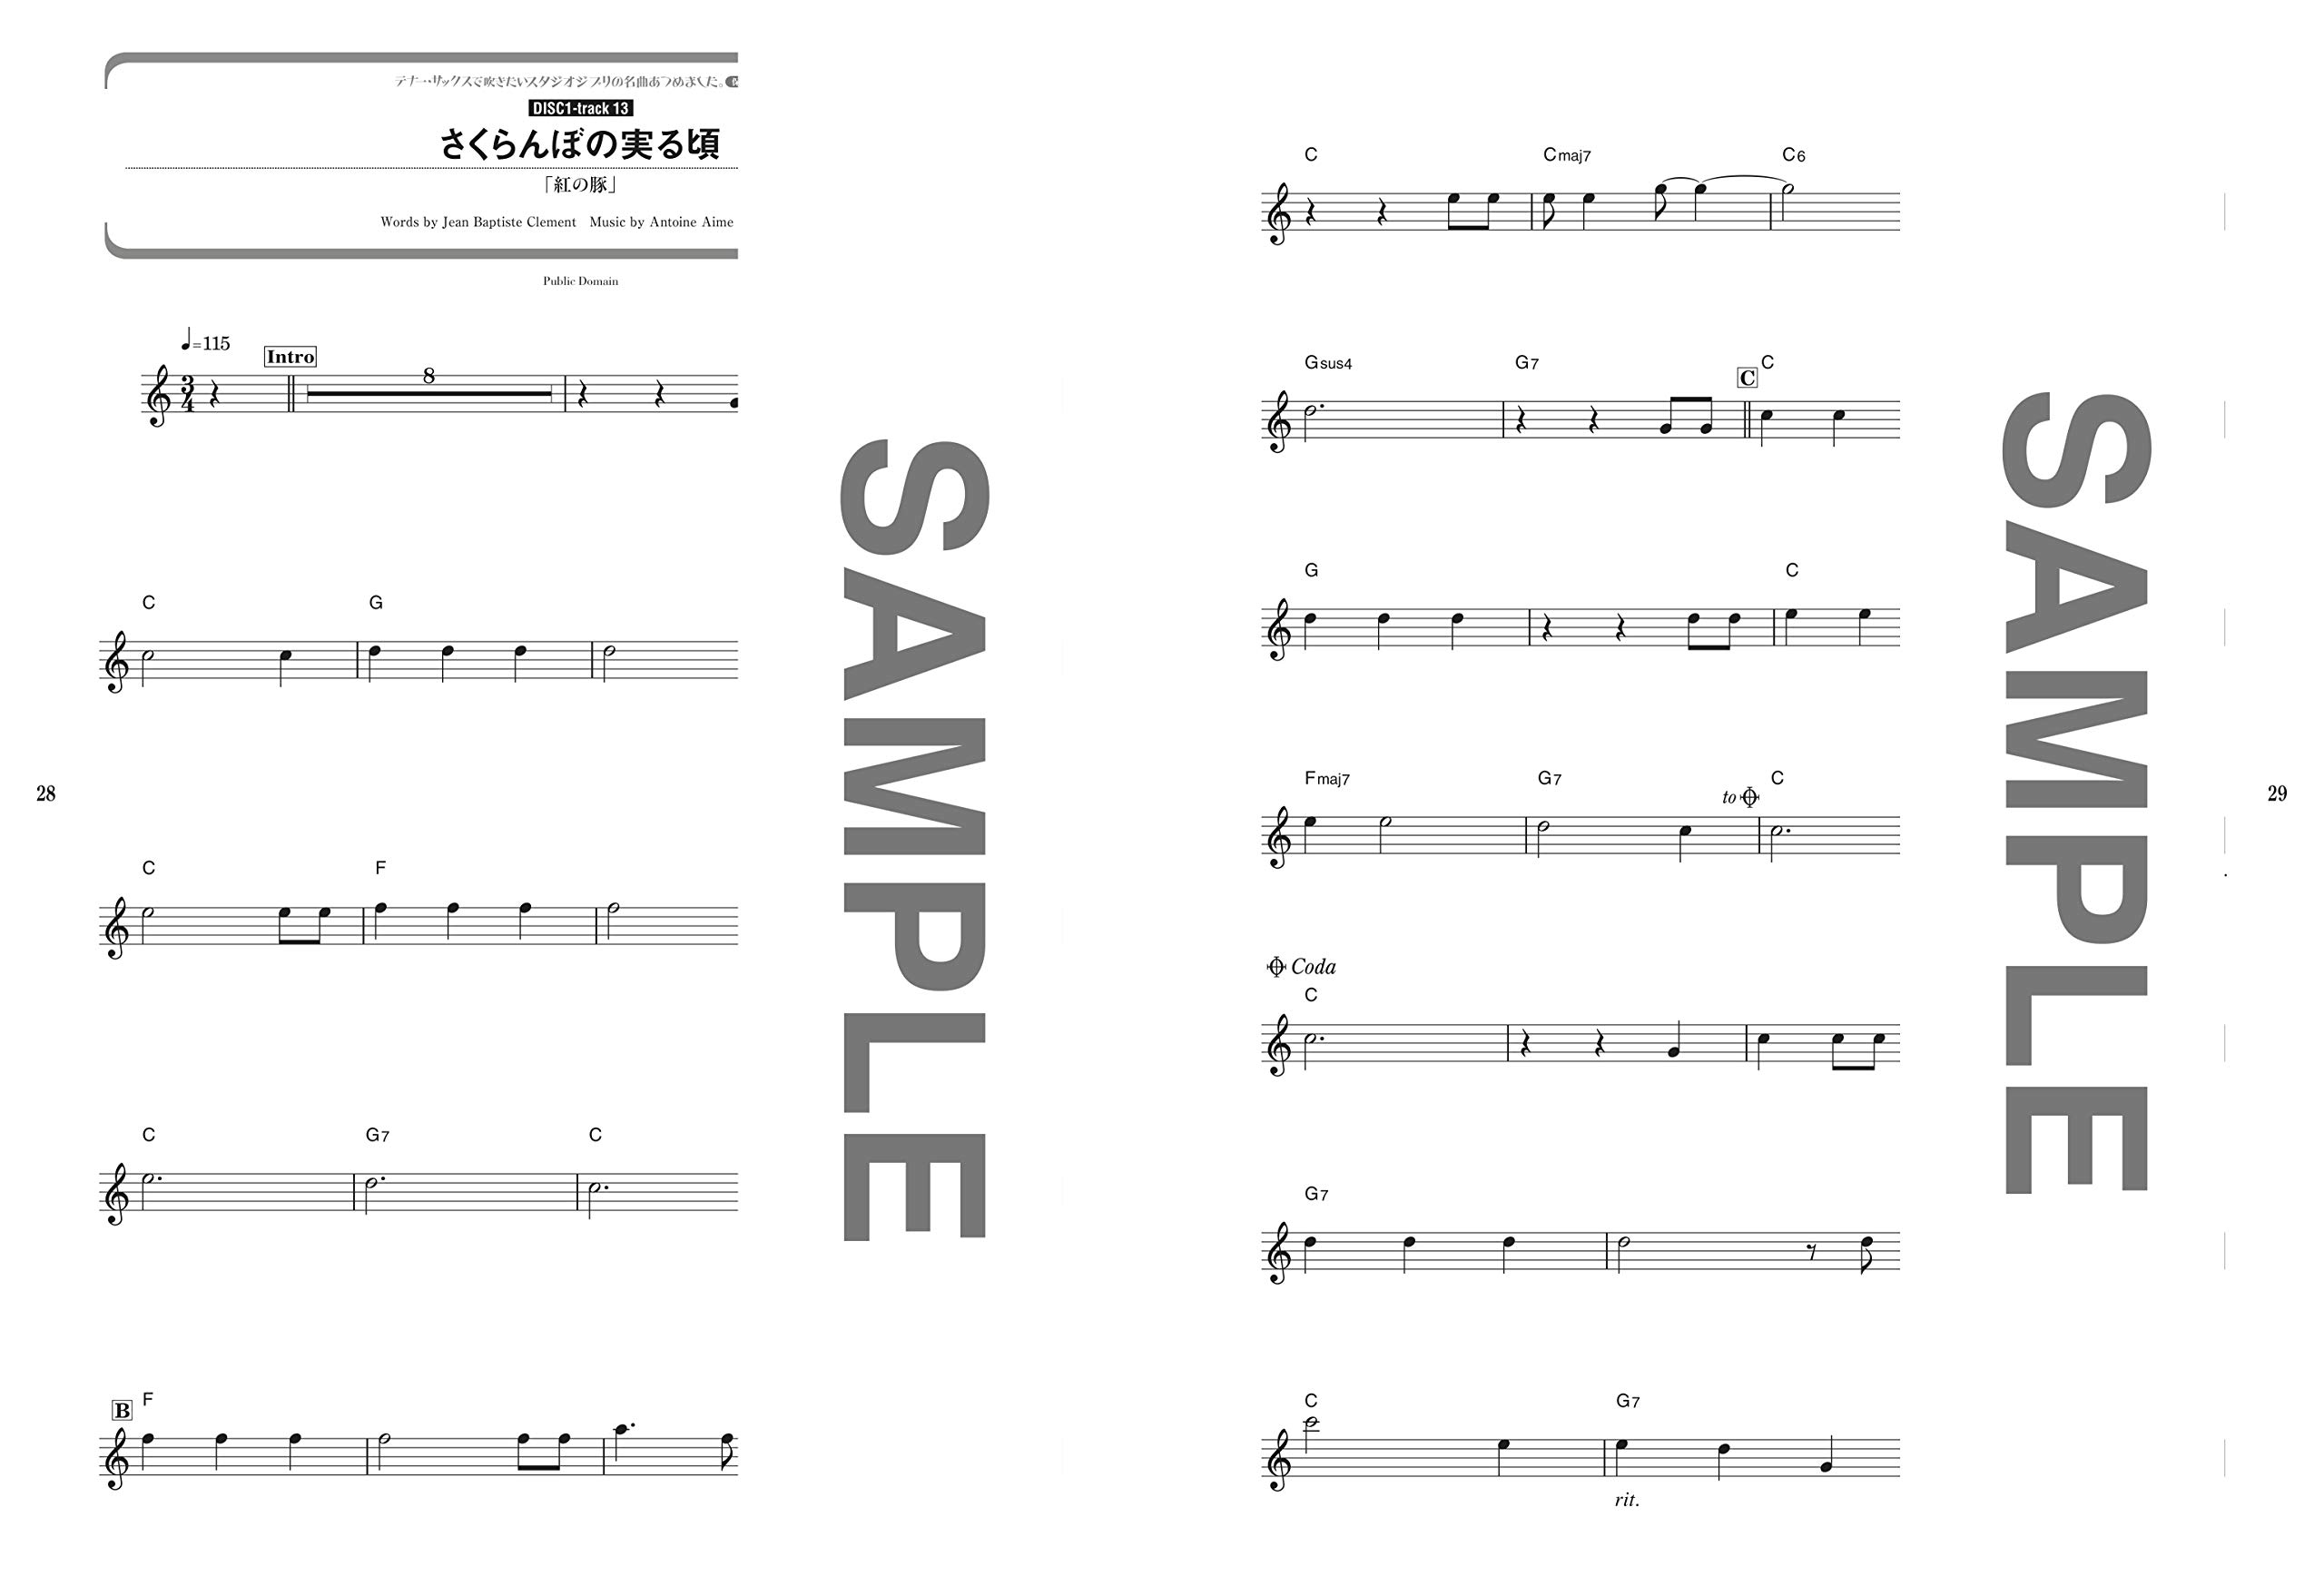 テナー・サックスで吹きたいスタジオジブリの名曲あつめました。
DISC1-track 13
さくらんぼの実る頃
「紅の豚」
Words by Jean Baptiste Clement Music by Antoine Aime
Public Domain
♩=115
Intro
3
4
8
C G
28
C F
C G7 C
B F
SAMPLE
C Cmaj7 C6
Gsus4 G7 C C
G C
Fmaj7 G7 to C
29
Coda
C
G7
C G7
rit.
SAMPLE